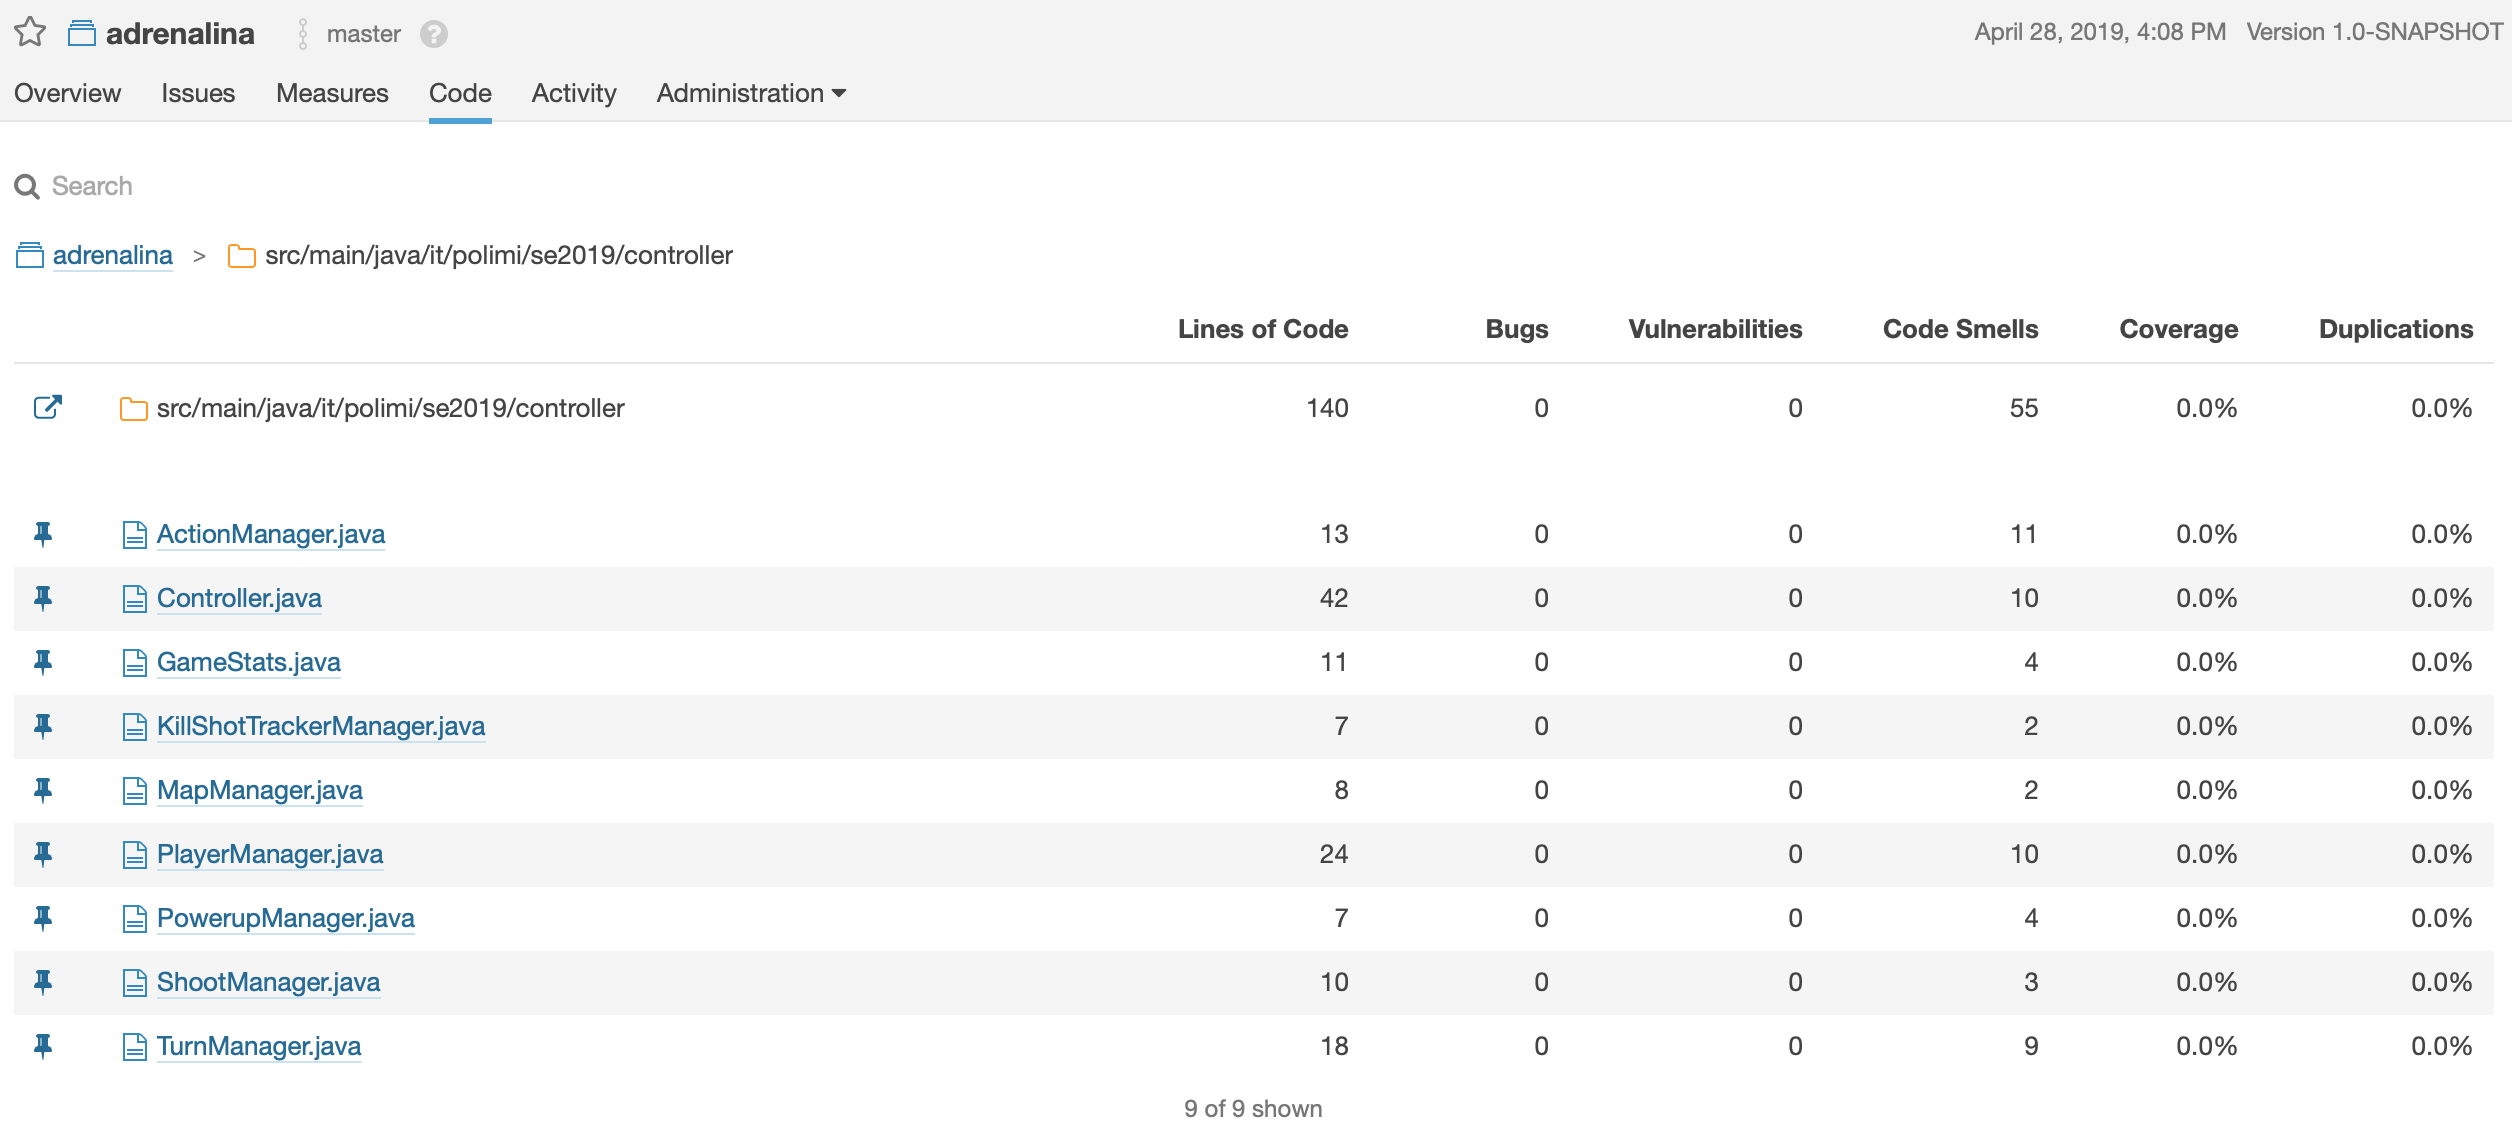 adrenalina master ? April 28, 2019, 4:08 PM Version 1.0-SNAPSHOT
Overview Issues Measures Code Activity Administration
Search
adrenalina > src/main/java/it/polimi/se2019/controller
Lines of Code Bugs Vulnerabilities Code Smells Coverage Duplications
src/main/java/it/polimi/se2019/controller 140 0 0 55 0.0% 0.0%
ActionManager.java 13 0 0 11 0.0% 0.0%
Controller.java 42 0 0 10 0.0% 0.0%
GameStats.java 11 0 0 4 0.0% 0.0%
KillShotTrackerManager.java 7 0 0 2 0.0% 0.0%
MapManager.java 8 0 0 2 0.0% 0.0%
PlayerManager.java 24 0 0 10 0.0% 0.0%
PowerupManager.java 7 0 0 4 0.0% 0.0%
ShootManager.java 10 0 0 3 0.0% 0.0%
TurnManager.java 18 0 0 9 0.0% 0.0%
9 of 9 shown